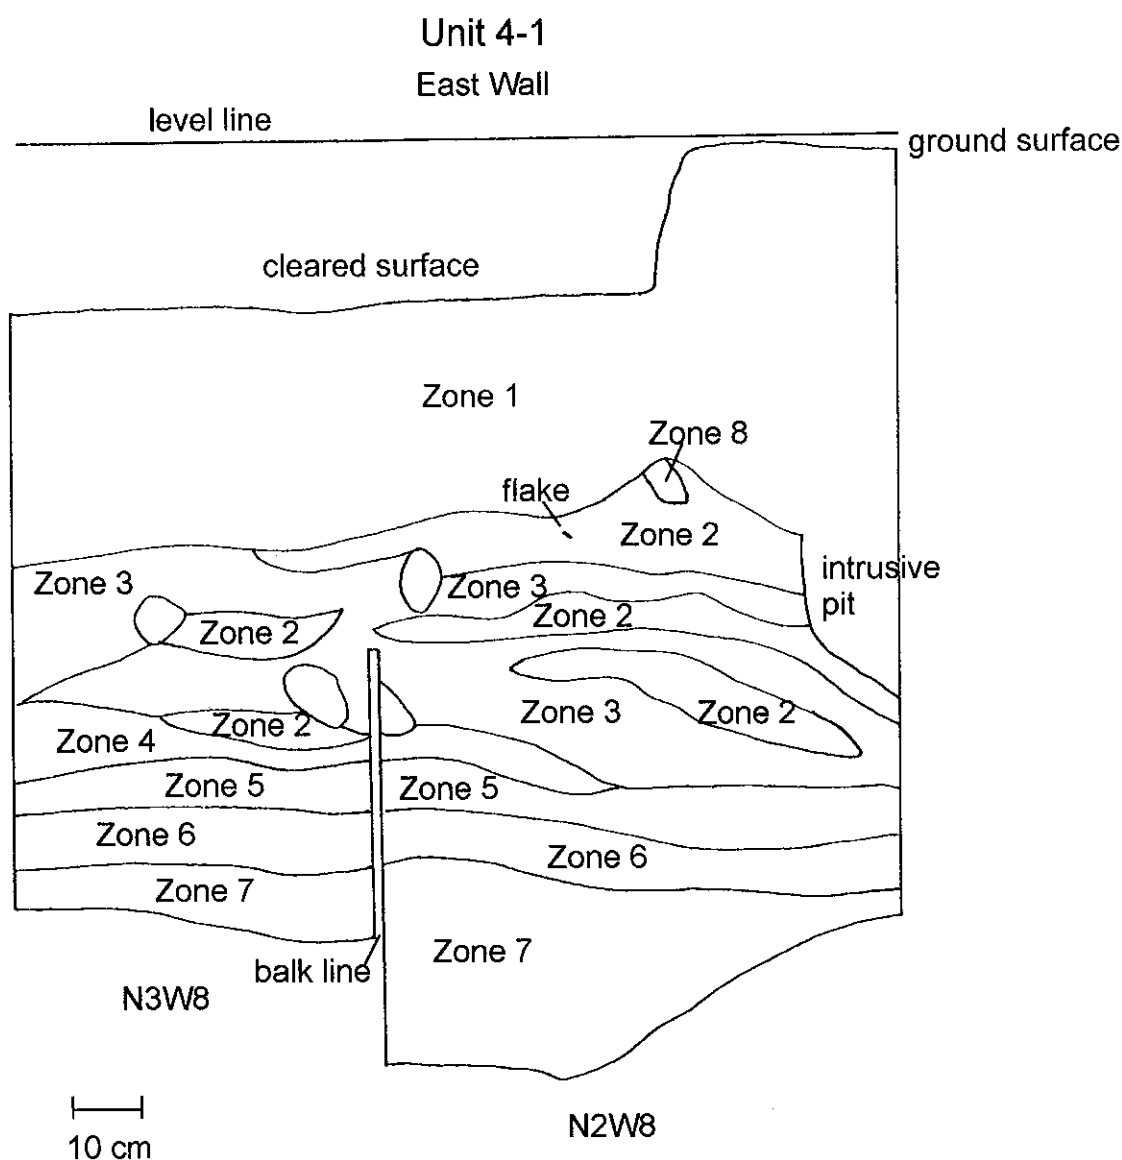 Unit 4-1
East Wall
level line
ground surface
cleared surface
Zone 1
Zone 8
flake
Zone 2
Zone 3
Zone 3
intrusive
pit
Zone 2
Zone 2
Zone 3
Zone 2
Zone 2
Zone 4
Zone 5
Zone 5
Zone 6
Zone 6
Zone 7
Zone 7
balk line
N3W8
N2W8
10 cm